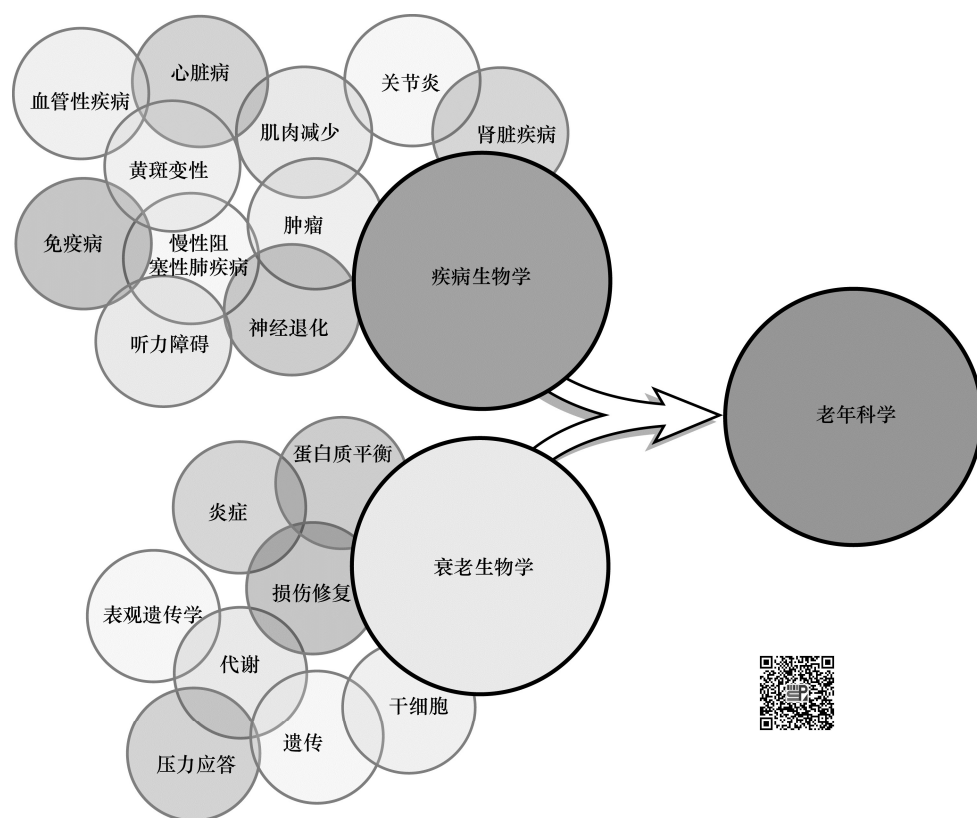 心脏病
关节炎
血管性疾病
肌肉减少
肾脏疾病
黄斑变性
肿瘤
免疫病
慢性阻
塞性肺疾病
疾病生物学
神经退化
听力障碍
老年科学
蛋白质平衡
炎症
衰老生物学
损伤修复
表观遗传学
代谢
干细胞
遗传
压力应答